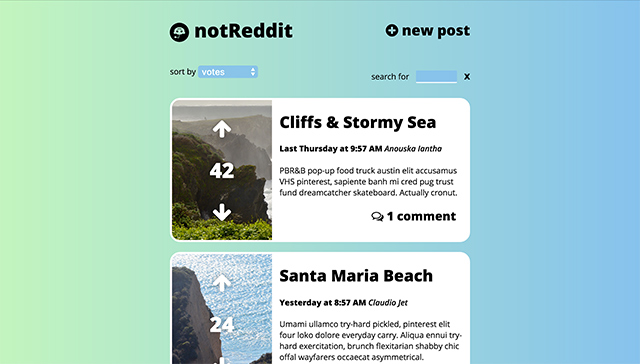 notReddit
new post
sort by votes
search for
x
Cliffs & Stormy Sea
42
Last Thursday at 9:57 AM Anouska Iantha
PBR&B pop-up food truck austin elit accusamus
VHS pinterest, sapiente banh mi cred pug trust
fund dreamcatcher skateboard. Actually cronut.
1 comment
Santa Maria Beach
24
Yesterday at 8:57 AM Claudio Jet
Umami ullamco try-hard pickled, pinterest elit
four loko dolore everyday carry. Aliqua ennui try-
hard exercitation, brunch flexitarian shabby chic
offal wayfarers occaecat asymmetrical.